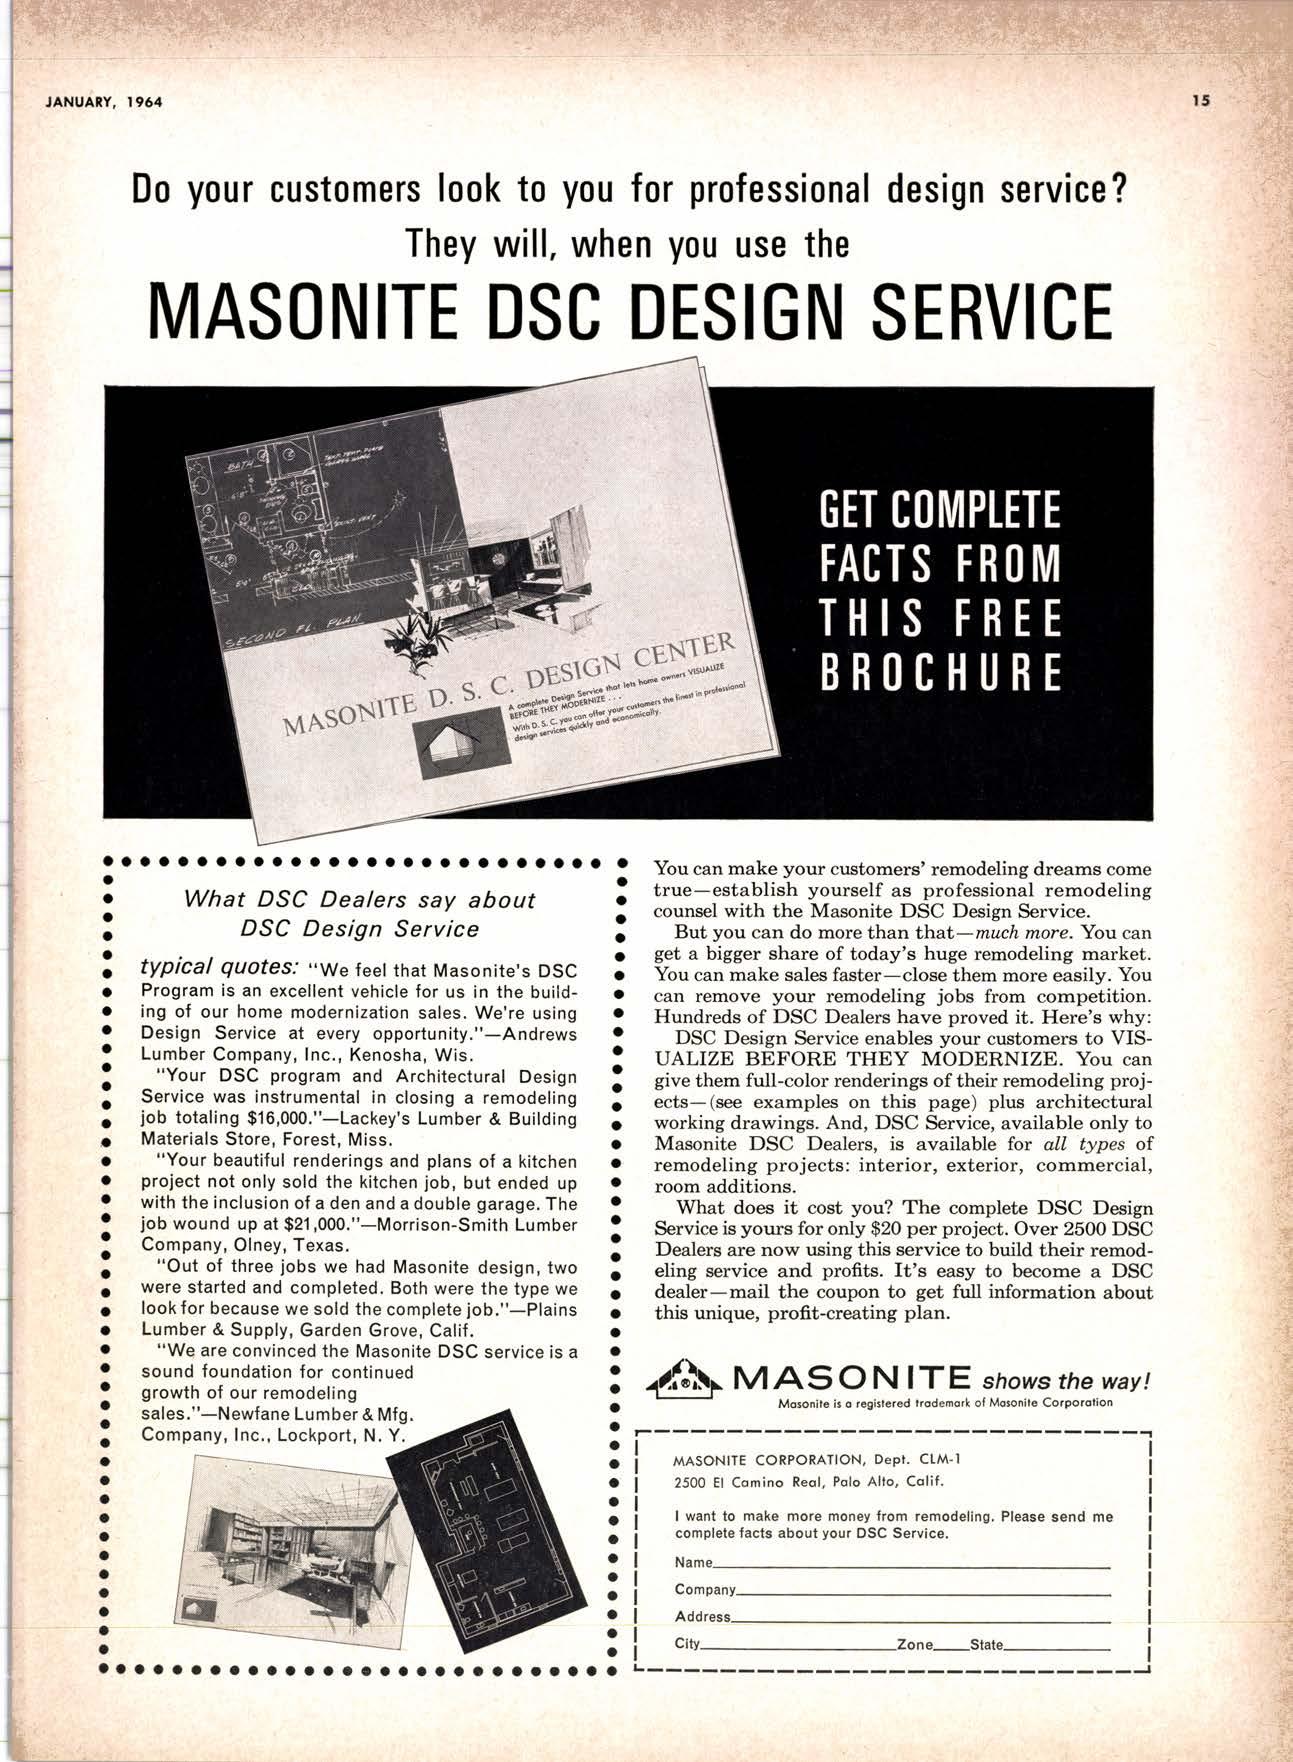 JANUARY, 1964
15
Do your customers look to you for professional design service?
They will, when you use the
MASONITE DSC DESIGN SERVICE
BATH
SECOND FL. PLAN
MASONITE D. S. C. DESIGN CENTER
A complete Design Service that lets home owners VISUALIZE
BEFORE THEY MODERNIZE . . .
With D. S. C. you can offer your customers the finest in professional
design services quickly and economically.
GET COMPLETE
FACTS FROM
THIS FREE
BROCHURE
What DSC Dealers say about
DSC Design Service
typical quotes: "We feel that Masonite's DSC
Program is an excellent vehicle for us in the build-
ing of our home modernization sales. We're using
Design Service at every opportunity."—Andrews
Lumber Company, Inc., Kenosha, Wis.
"Your DSC program and Architectural Design
Service was instrumental in closing a remodeling
job totaling $16,000."—Lackey's Lumber & Building
Materials Store, Forest, Miss.
"Your beautiful renderings and plans of a kitchen
project not only sold the kitchen job, but ended up
with the inclusion of a den and a double garage. The
job wound up at $21,000."—Morrison-Smith Lumber
Company, Olney, Texas.
"Out of three jobs we had Masonite design, two
were started and completed. Both were the type we
look for because we sold the complete job."—Plains
Lumber & Supply, Garden Grove, Calif.
"We are convinced the Masonite DSC service is a
sound foundation for continued
growth of our remodeling
sales."—Newfane Lumber & Mfg.
Company, Inc., Lockport, N. Y.
You can make your customers' remodeling dreams come
true—establish yourself as professional remodeling
counsel with the Masonite DSC Design Service.
But you can do more than that—much more. You can
get a bigger share of today's huge remodeling market.
You can make sales faster—close them more easily. You
can remove your remodeling jobs from competition.
Hundreds of DSC Dealers have proved it. Here's why:
DSC Design Service enables your customers to VIS-
UALIZE BEFORE THEY MODERNIZE. You can
give them full-color renderings of their remodeling proj-
ects—(see examples on this page) plus architectural
working drawings. And, DSC Service, available only to
Masonite DSC Dealers, is available for all types of
remodeling projects: interior, exterior, commercial,
room additions.
What does it cost you? The complete DSC Design
Service is yours for only $20 per project. Over 2500 DSC
Dealers are now using this service to build their remod-
eling service and profits. It's easy to become a DSC
dealer—mail the coupon to get full information about
this unique, profit-creating plan.
® MASONITE shows the way!
Masonite is a registered trademark of Masonite Corporation
MASONITE CORPORATION, Dept. CLM-1
2500 El Camino Real, Palo Alto, Calif.
I want to make more money from remodeling. Please send me
complete facts about your DSC Service.
Name
Company
Address
City Zone State